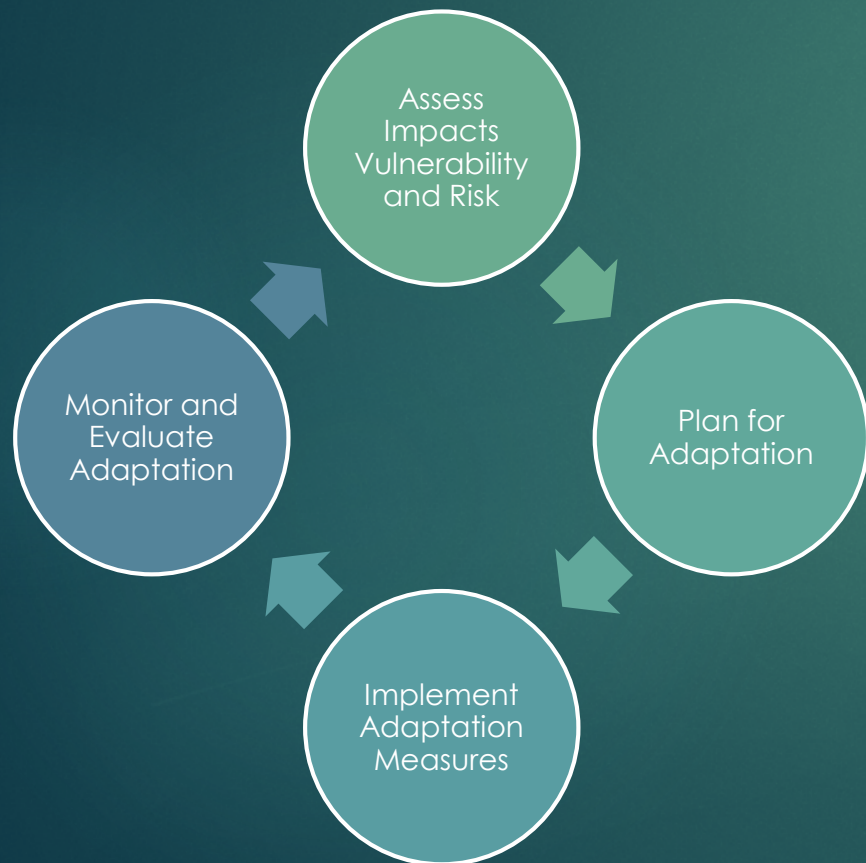 Assess
Impacts
Vulnerability
and Risk
Plan for
Adaptation
Implement
Adaptation
Measures
Monitor and
Evaluate
Adaptation